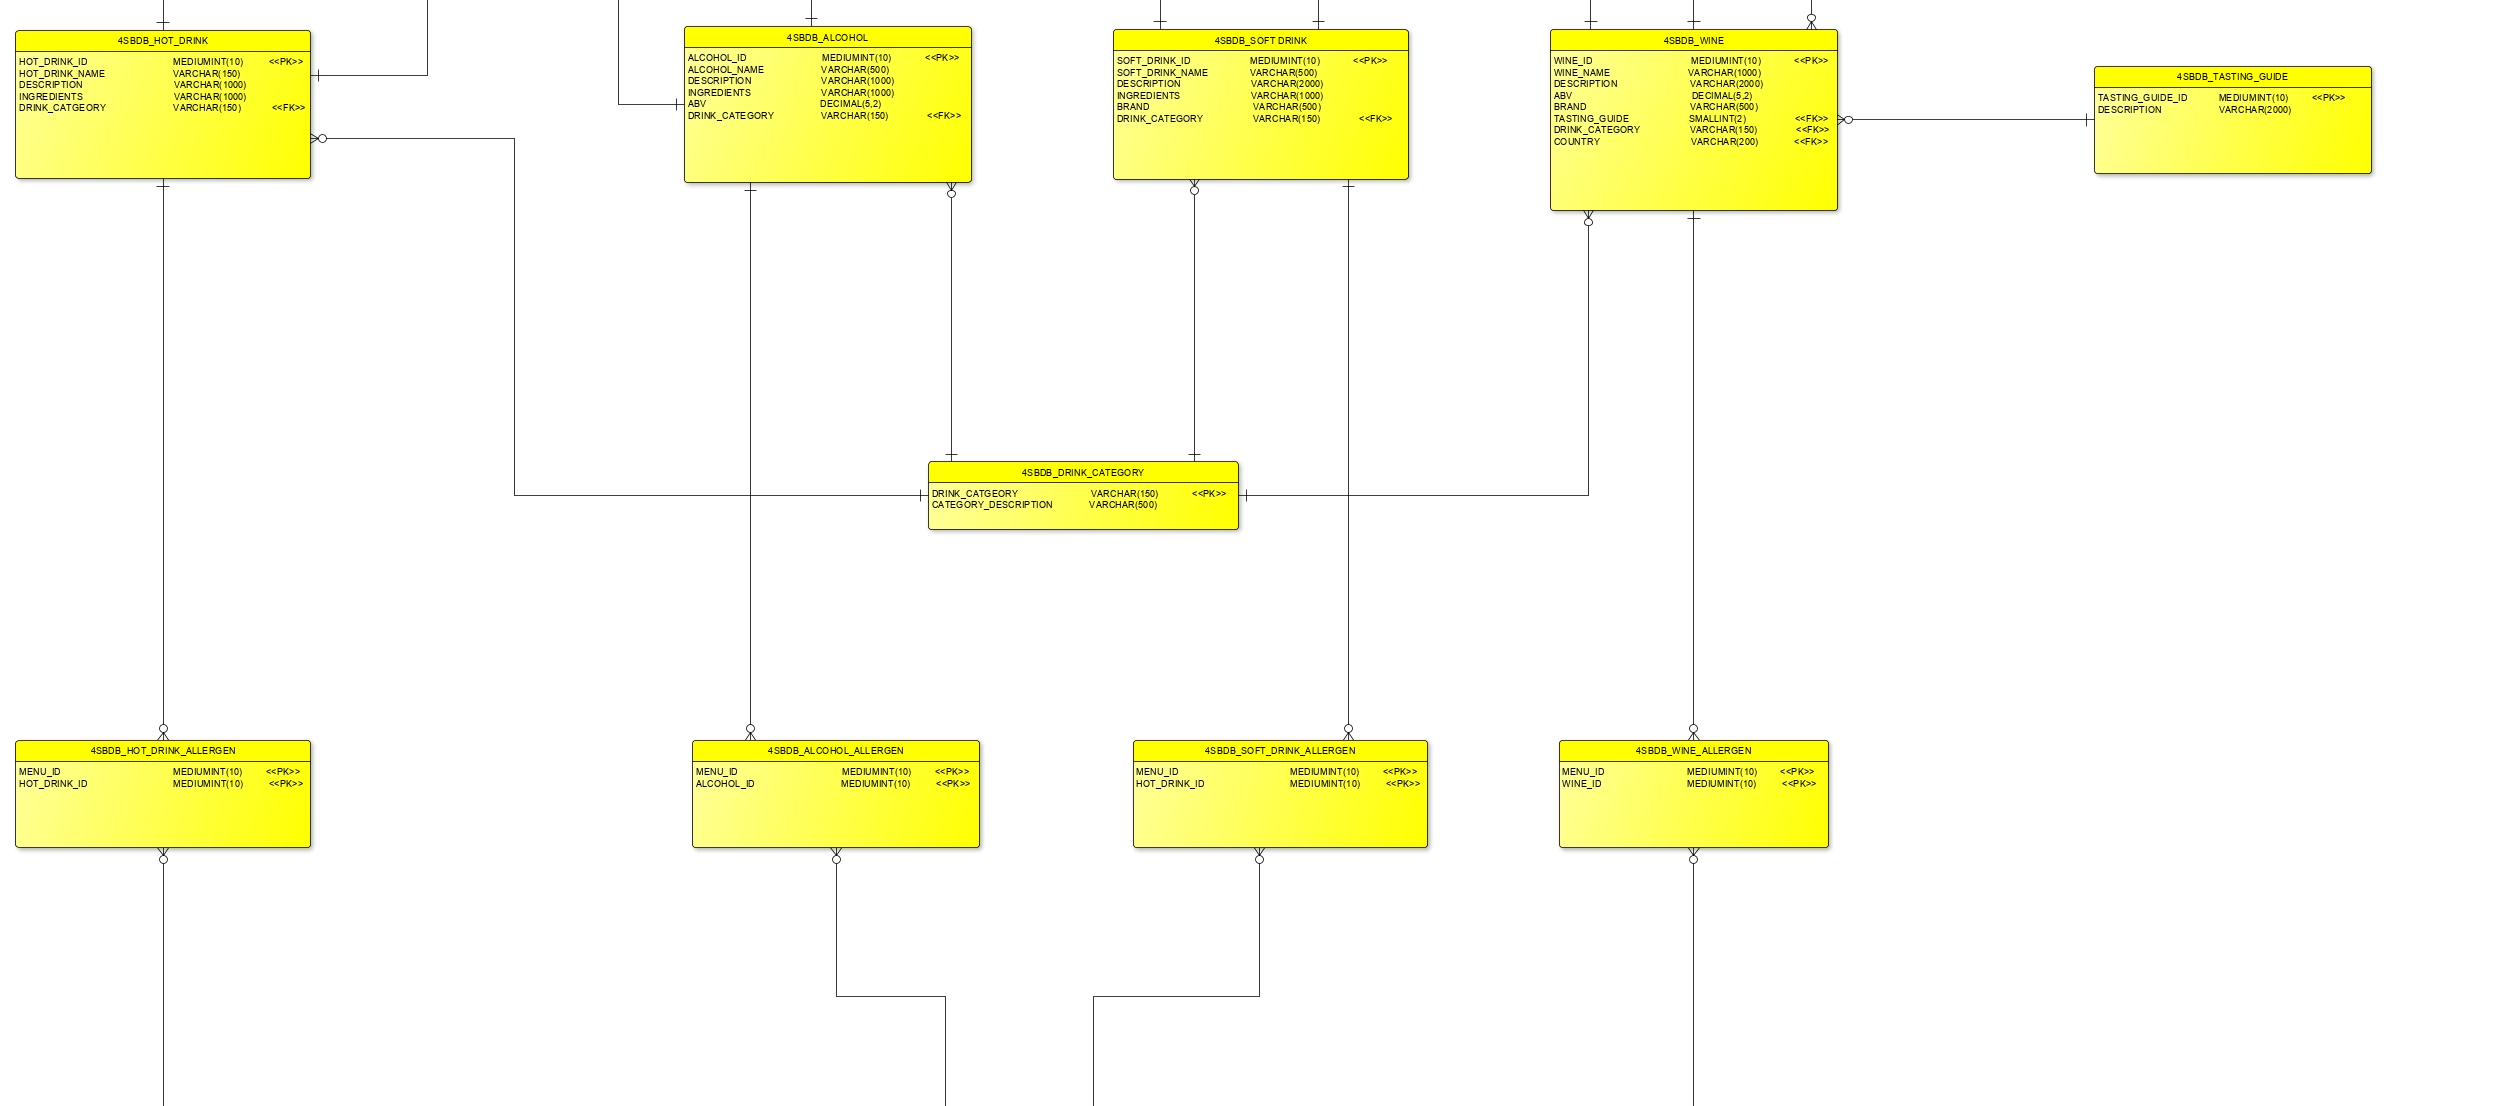 4SBDB_HOT_DRINK
HOT_DRINK_ID MEDIUMINT(10) <<PK>>
HOT_DRINK_NAME VARCHAR(150)
DESCRIPTION VARCHAR(1000)
INGREDIENTS VARCHAR(1000)
DRINK_CATGEORY VARCHAR(150) <<FK>>
4SBDB_ALCOHOL
ALCOHOL_ID MEDIUMINT(10) <<PK>>
ALCOHOL_NAME VARCHAR(500)
DESCRIPTION VARCHAR(1000)
INGREDIENTS VARCHAR(1000)
ABV DECIMAL(5,2)
DRINK_CATEGORY VARCHAR(150) <<FK>>
4SBDB_SOFT DRINK
SOFT_DRINK_ID MEDIUMINT(10) <<PK>>
SOFT_DRINK_NAME VARCHAR(500)
DESCRIPTION VARCHAR(2000)
INGREDIENTS VARCHAR(1000)
BRAND VARCHAR(500)
DRINK_CATEGORY VARCHAR(150) <<FK>>
4SBDB_WINE
WINE_ID MEDIUMINT(10) <<PK>>
WINE_NAME VARCHAR(1000)
DESCRIPTION VARCHAR(2000)
ABV DECIMAL(5,2)
BRAND VARCHAR(500)
TASTING_GUIDE SMALLINT(2) <<FK>>
DRINK_CATEGORY VARCHAR(150) <<FK>>
COUNTRY VARCHAR(200) <<FK>>
4SBDB_TASTING_GUIDE
TASTING_GUIDE_ID MEDIUMINT(10) <<PK>>
DESCRIPTION VARCHAR(2000)
4SBDB_DRINK_CATEGORY
DRINK_CATGEORY VARCHAR(150) <<PK>>
CATEGORY_DESCRIPTION VARCHAR(500)
4SBDB_HOT_DRINK_ALLERGEN
MENU_ID MEDIUMINT(10) <<PK>>
HOT_DRINK_ID MEDIUMINT(10) <<PK>>
4SBDB_ALCOHOL_ALLERGEN
MENU_ID MEDIUMINT(10) <<PK>>
ALCOHOL_ID MEDIUMINT(10) <<PK>>
4SBDB_SOFT_DRINK_ALLERGEN
MENU_ID MEDIUMINT(10) <<PK>>
HOT_DRINK_ID MEDIUMINT(10) <<PK>>
4SBDB_WINE_ALLERGEN
MENU_ID MEDIUMINT(10) <<PK>>
WINE_ID MEDIUMINT(10) <<PK>>